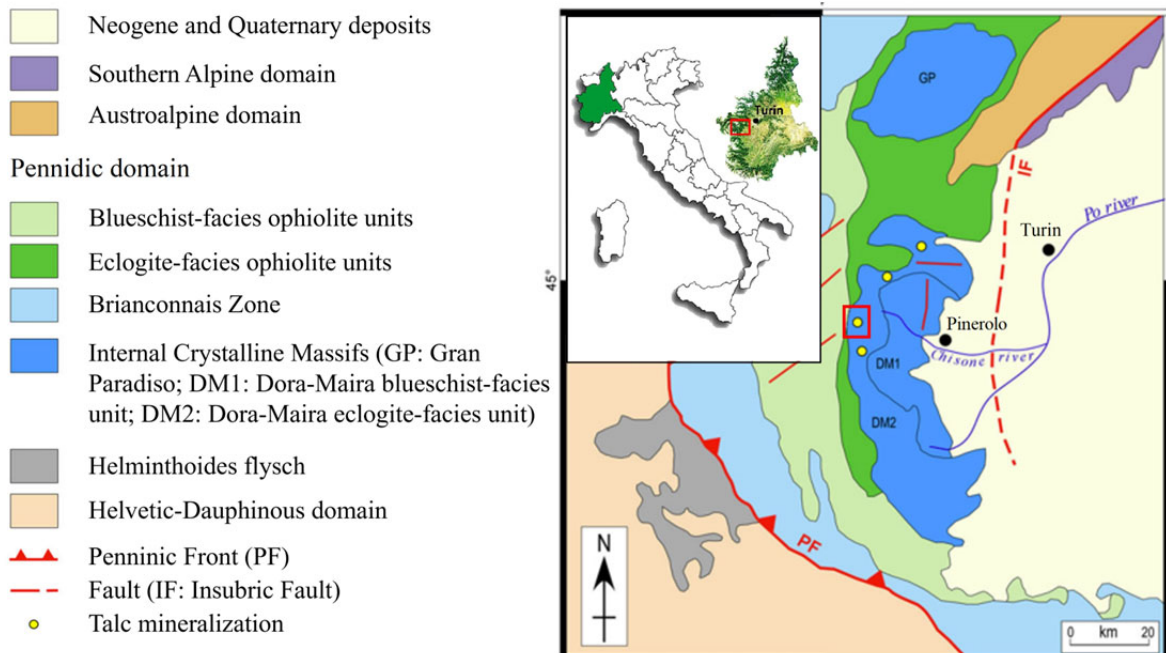 Neogene and Quaternary deposits
Southern Alpine domain
Austroalpine domain
Pennidic domain
Blueschist-facies ophiolite units
Eclogite-facies ophiolite units
Brianconnais Zone
Internal Crystalline Massifs (GP: Gran
Paradiso; DM1: Dora-Maira blueschist-facies
unit; DM2: Dora-Maira eclogite-facies unit)
Helminthoides flysch
Helvetic-Dauphinous domain
Penninic Front (PF)
Fault (IF: Insubric Fault)
Talc mineralization
45°
Turin
GP
IF
Po river
Turin
Pinerolo
Chisone river
DM1
DM2
PF
N
0 km 20